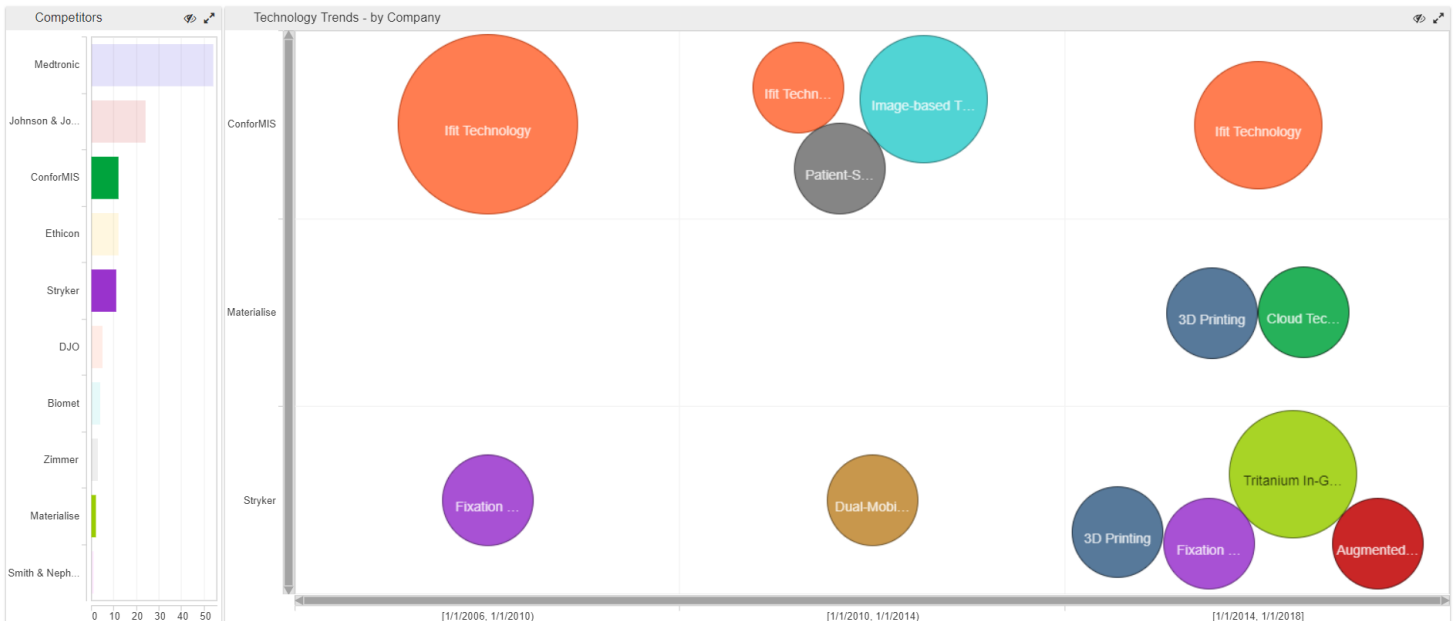 Competitors
Technology Trends - by Company
Medtronic
Johnson & Jo...
ConforMIS
Ethicon
Stryker
DJO
Biomet
Zimmer
Materialise
Smith & Neph...
0 10 20 30 40 50
ConforMIS
Ifit Technology
Ifit Techn...
Image-based T...
Patient-S...
Ifit Technology
Materialise
3D Printing
Cloud Tec...
Stryker
Fixation ...
Dual-Mobi...
3D Printing
Fixation ...
Tritanium In-G...
Augmented...
[1/1/2006, 1/1/2010)
[1/1/2010, 1/1/2014)
[1/1/2014, 1/1/2018]